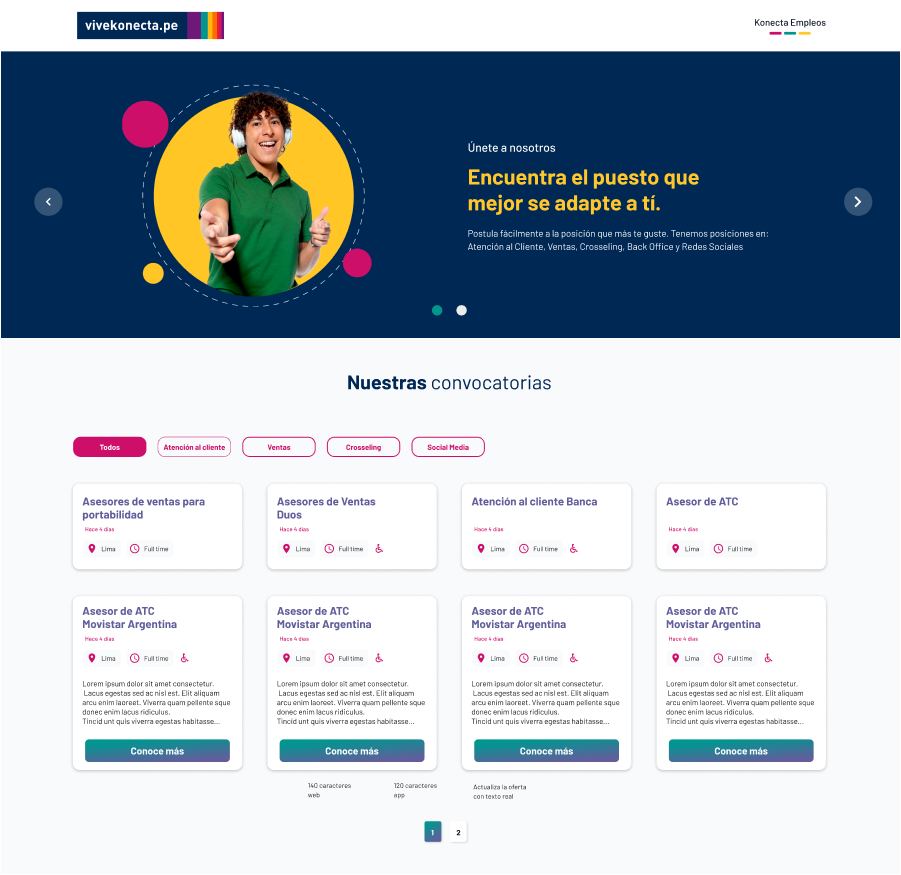 vivekonecta.pe
Konecta Empleos
Únete a nosotros
Encuentra el puesto que
mejor se adapte a tí.
Postula fácilmente a la posición que más te guste. Tenemos posiciones en:
Atención al Cliente, Ventas, Crosseling, Back Office y Redes Sociales
Nuestras convocatorias
Todos
Atención al cliente
Ventas
Crosseling
Social Media
Asesores de ventas para
portabilidad
Hace 4 días
Lima
Full time
Asesores de Ventas
Duos
Hace 4 días
Lima
Full time
Atención al cliente Banca
Hace 4 días
Lima
Full time
Asesor de ATC
Hace 4 días
Lima
Full time
Asesor de ATC
Movistar Argentina
Hace 4 días
Lima
Full time
Lorem ipsum dolor sit amet consectetur.
Lacus egestas sed ac nisl est. Elit aliquam
arcu enim laoreet. Viverra quam pellente sque
donec enim lacus ridiculus.
Tincid unt quis viverra egestas habitasse...
Conoce más
Asesor de ATC
Movistar Argentina
Hace 4 días
Lima
Full time
Lorem ipsum dolor sit amet consectetur.
Lacus egestas sed ac nisl est. Elit aliquam
arcu enim laoreet. Viverra quam pellente sque
donec enim lacus ridiculus.
Tincid unt quis viverra egestas habitasse...
Conoce más
Asesor de ATC
Movistar Argentina
Hace 4 días
Lima
Full time
Lorem ipsum dolor sit amet consectetur.
Lacus egestas sed ac nisl est. Elit aliquam
arcu enim laoreet. Viverra quam pellente sque
donec enim lacus ridiculus.
Tincid unt quis viverra egestas habitasse...
Conoce más
Asesor de ATC
Movistar Argentina
Hace 4 días
Lima
Full time
Lorem ipsum dolor sit amet consectetur.
Lacus egestas sed ac nisl est. Elit aliquam
arcu enim laoreet. Viverra quam pellente sque
donec enim lacus ridiculus.
Tincid unt quis viverra egestas habitasse...
Conoce más
140 caracteres
web
120 caracteres
app
Actualiza la oferta
con texto real
1
2